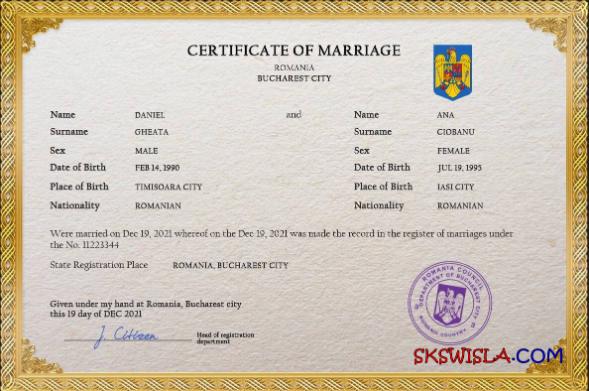 CERTIFICATE OF MARRIAGE
ROMANIA
BUCHAREST CITY
Name DANIEL and Name ANA
Surname GHEATA Surname CIOBANU
Sex MALE Sex FEMALE
Date of Birth FEB 14, 1990 Date of Birth JUL 19, 1995
Place of Birth TIMISOARA CITY Place of Birth IASI CITY
Nationality ROMANIAN Nationality ROMANIAN
Were married on Dec 19, 2021 whereof on the Dec 19, 2021 was made the record in the register of marriages under
the No. 11223344
State Registration Place ROMANIA, BUCHAREST CITY
Given under my hand at Romania, Bucharest city
this 19 day of DEC 2021
J. Citizen Head of registration
department
ROMANIA COUNCIL
DEPARTMENT OF BUCHAREST CITY
ROMANIA COUNTRY
SKSWISLA.COM